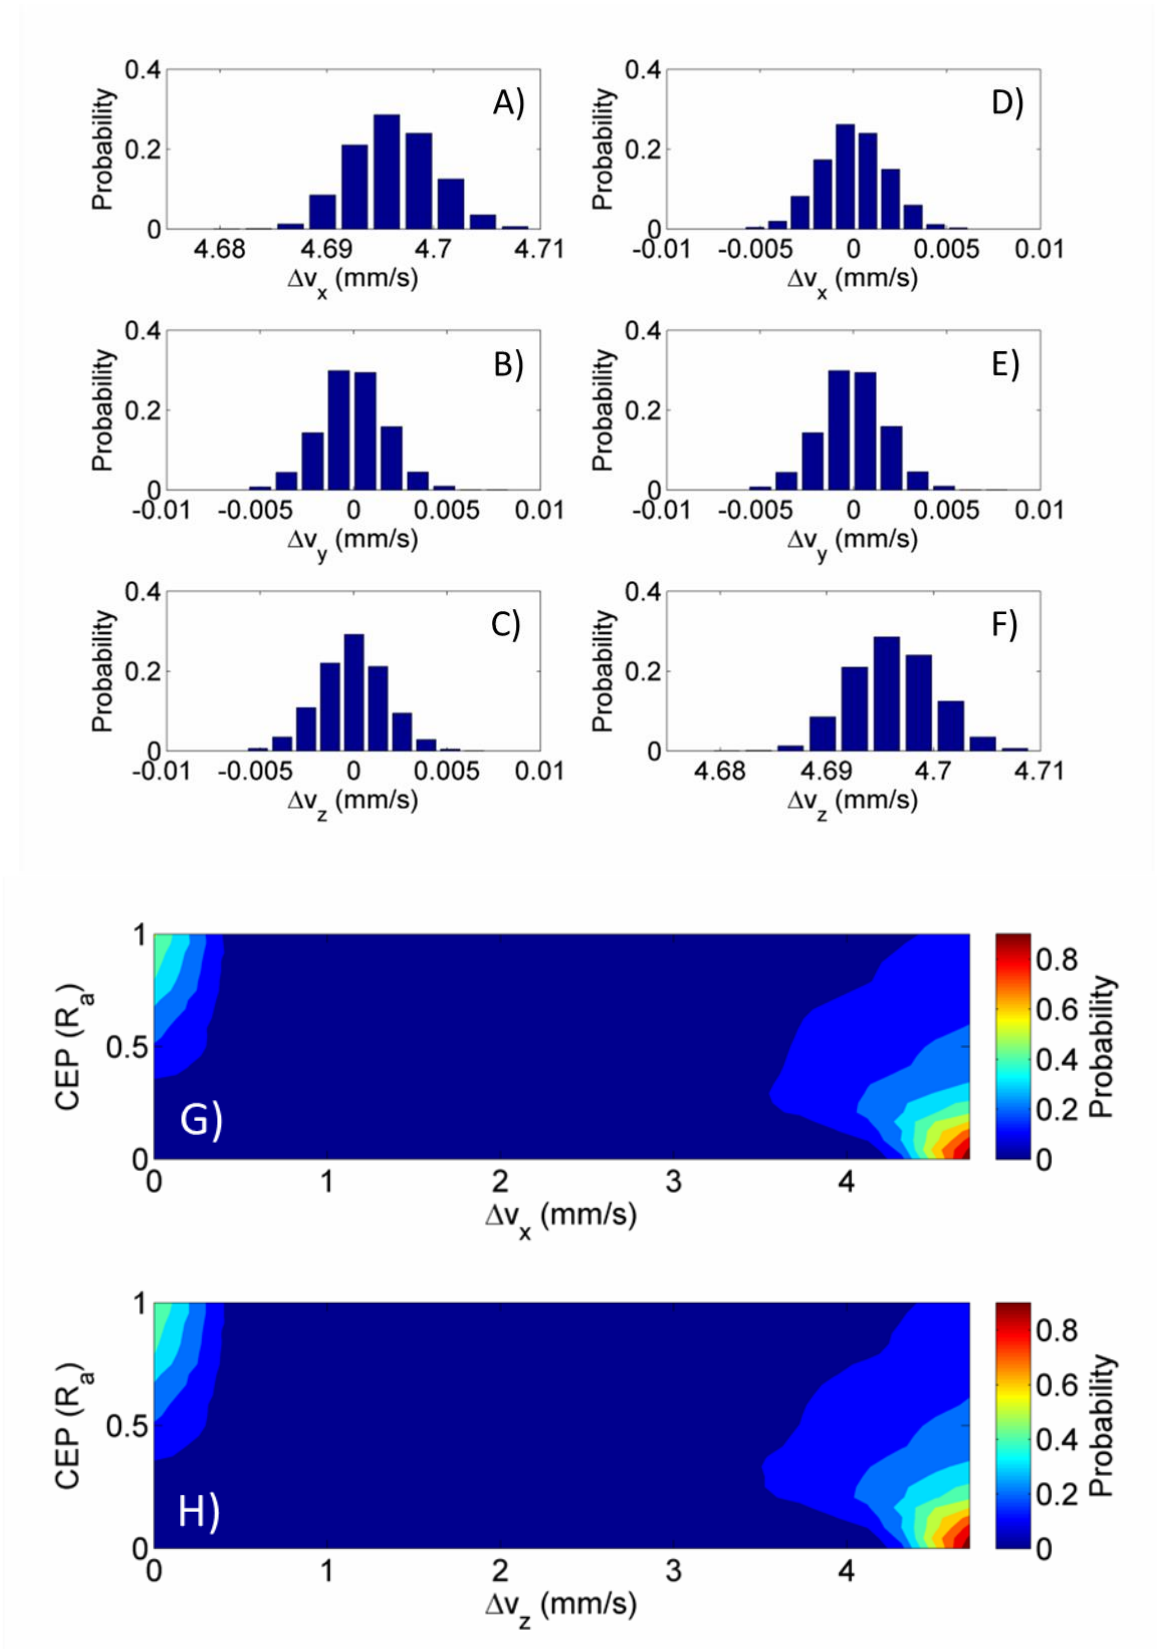 A)
0.4
0.2
0
Probability
4.68 4.69 4.7 4.71
Δvx (mm/s)
D)
0.4
0.2
0
Probability
-0.01 -0.005 0 0.005 0.01
Δvx (mm/s)
B)
0.4
0.2
0
Probability
-0.01 -0.005 0 0.005 0.01
Δvy (mm/s)
E)
0.4
0.2
0
Probability
-0.01 -0.005 0 0.005 0.01
Δvy (mm/s)
C)
0.4
0.2
0
Probability
-0.01 -0.005 0 0.005 0.01
Δvz (mm/s)
F)
0.4
0.2
0
Probability
4.68 4.69 4.7 4.71
Δvz (mm/s)
G)
1
0.5
0
CEP (Ra)
0 1 2 3 4
Δvx (mm/s)
0.8
0.6
0.4
0.2
0
Probability
H)
1
0.5
0
CEP (Ra)
0 1 2 3 4
Δvz (mm/s)
0.8
0.6
0.4
0.2
0
Probability